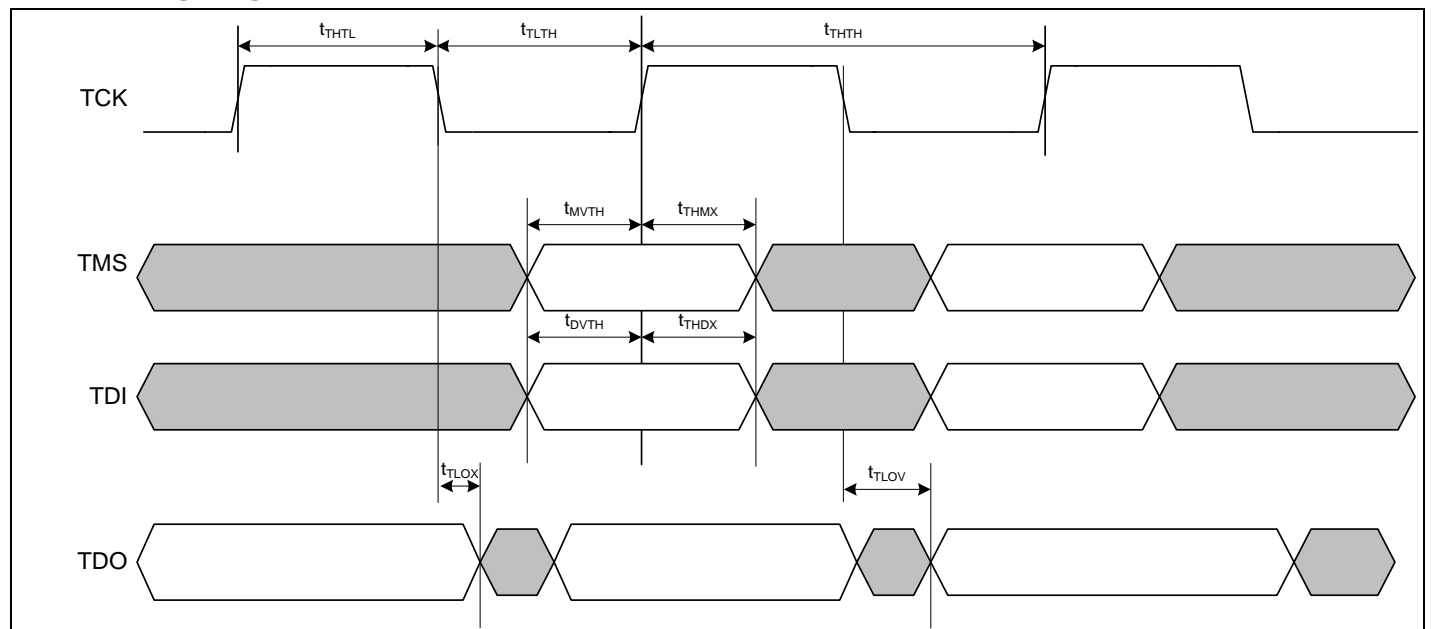 tTHTL tTLTH tTHTH
TCK
tMVTH tTHMX
TMS
tDVTH tTHDX
TDI
tTLOX tTLOV
TDO